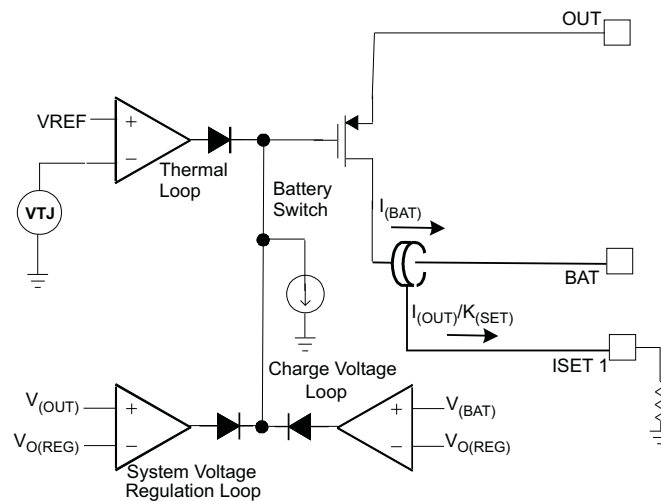 OUT
VREF
+
−
Thermal
Loop
VTJ
Battery
Switch
I(BAT)
BAT
I(OUT)/K(SET)
ISET 1
Charge Voltage
Loop
V(OUT)
+
VO(REG)
−
System Voltage
Regulation Loop
+
V(BAT)
−
VO(REG)